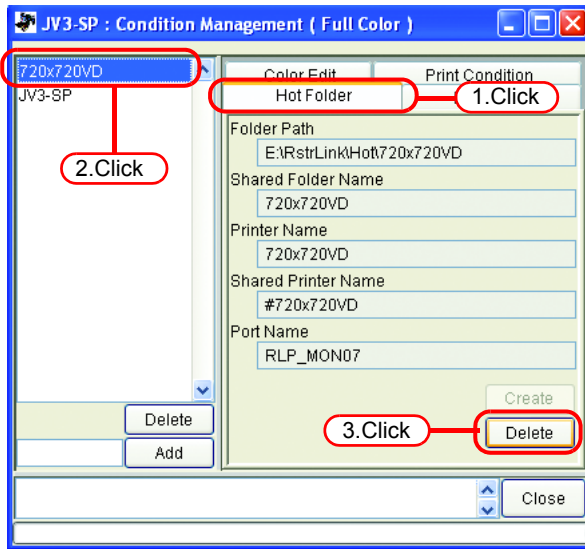 JV3-SP : Condition Management ( Full Color )
720x720VD
JV3-SP
2.Click
Color Edit
Print Condition
Hot Folder
1.Click
Folder Path
E:\RstrLink\Hot\720x720VD
Shared Folder Name
720x720VD
Printer Name
720x720VD
Shared Printer Name
#720x720VD
Port Name
RLP_MON07
Create
3.Click
Delete
Delete
Add
Close